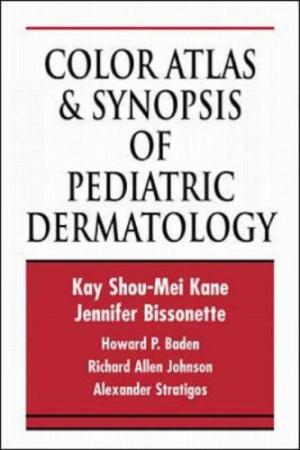 COLOR ATLAS
& SYNOPSIS
OF
PEDIATRIC
DERMATOLOGY
Kay Shou-Mei Kane
Jennifer Bissonette
Howard P. Baden
Richard Allen Johnson
Alexander Stratigos